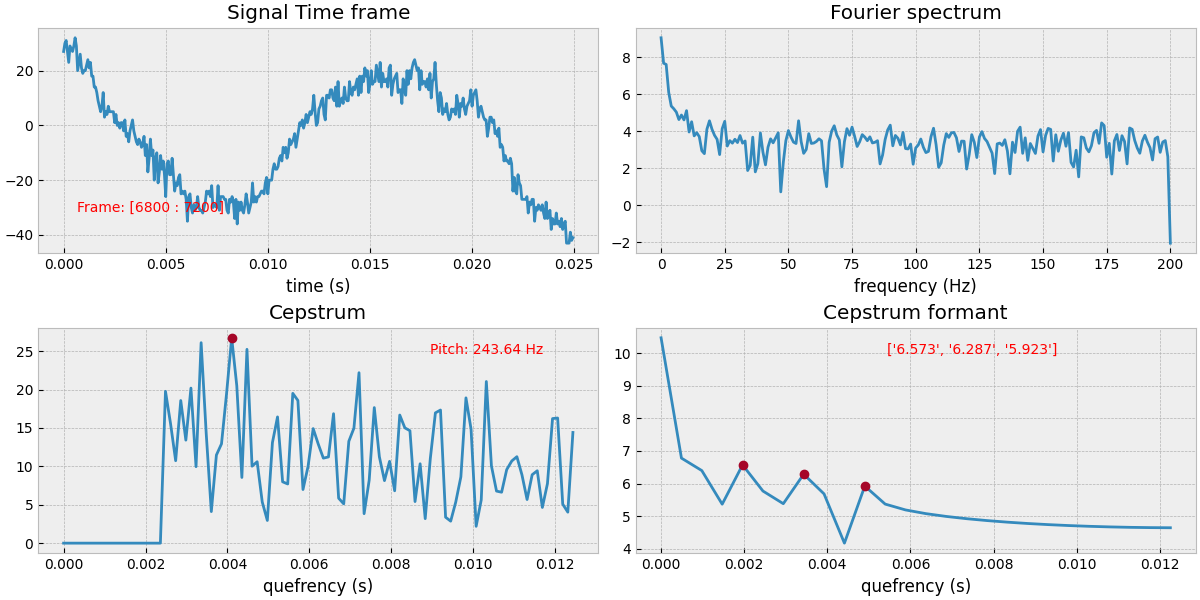 Signal Time frame
20
0
−20
−40
Frame: [6800 : 7200]
0.000 0.005 0.010 0.015 0.020 0.025
time (s)
Fourier spectrum
8
6
4
2
0
−2
0 25 50 75 100 125 150 175 200
frequency (Hz)
Cepstrum
25
20
15
10
5
0
Pitch: 243.64 Hz
0.000 0.002 0.004 0.006 0.008 0.010 0.012
quefrency (s)
Cepstrum formant
10
9
8
7
6
5
4
['6.573', '6.287', '5.923']
0.000 0.002 0.004 0.006 0.008 0.010 0.012
quefrency (s)